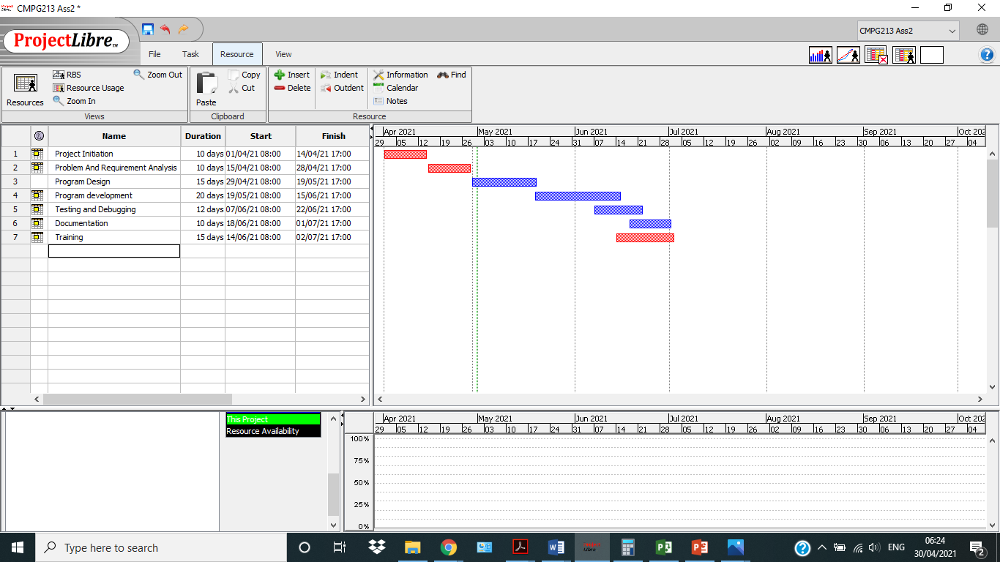 CMPG213 Ass2 *
ProjectLibre™
CMPG213 Ass2
File Task Resource View
Resources
RBS
Resource Usage
Zoom In
Zoom Out
Views
Paste
Copy
Cut
Clipboard
Insert
Delete
Indent
Outdent
Information
Calendar
Notes
Find
Resource
Name Duration Start Finish
1 Project Initiation 10 days 01/04/21 08:00 14/04/21 17:00
2 Problem And Requirement Analysis 10 days 15/04/21 08:00 28/04/21 17:00
3 Program Design 15 days 29/04/21 08:00 19/05/21 17:00
4 Program development 20 days 19/05/21 08:00 15/06/21 17:00
5 Testing and Debugging 12 days 07/06/21 08:00 22/06/21 17:00
6 Documentation 10 days 18/06/21 08:00 01/07/21 17:00
7 Training 15 days 14/06/21 08:00 02/07/21 17:00
Apr 2021 May 2021 Jun 2021 Jul 2021 Aug 2021 Sep 2021 Oct 202
29 05 12 19 26 03 10 17 24 31 07 14 21 28 05 12 19 26 02 09 16 23 30 06 13 20 27 04
This Project
Resource Availability
Apr 2021 May 2021 Jun 2021 Jul 2021 Aug 2021 Sep 2021 Oct 202
29 05 12 19 26 03 10 17 24 31 07 14 21 28 05 12 19 26 02 09 16 23 30 06 13 20 27 04
100%
75%
50%
25%
0%
Type here to search
ENG
06:24
30/04/2021
2